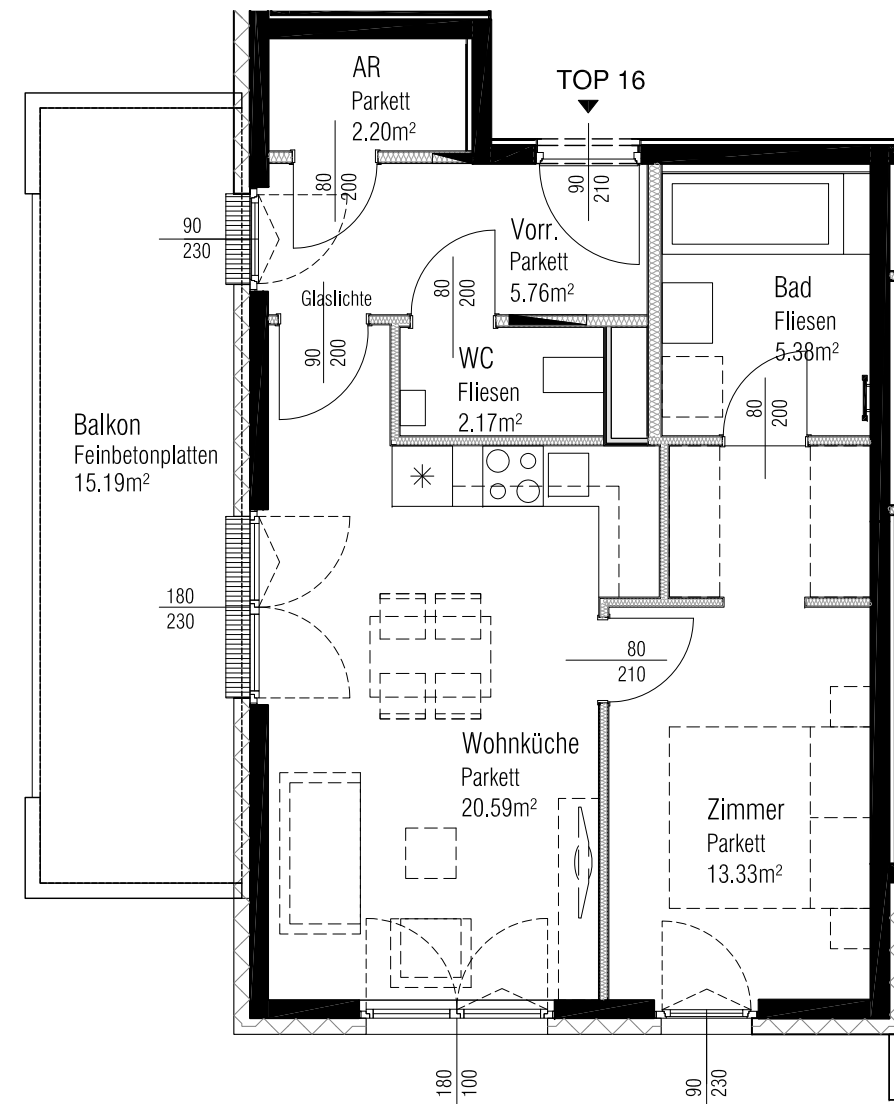 AR
Parkett
2.20m²
TOP 16
80
200
90
210
90
230
Vorr.
Parkett
5.76m²
Bad
Fliesen
5.38m²
80
200
Glaslichte
90
200
WC
Fliesen
2.17m²
80
200
Balkon
Feinbetonplatten
15.19m²
180
230
80
210
Wohnküche
Parkett
20.59m²
Zimmer
Parkett
13.33m²
180
100
90
230